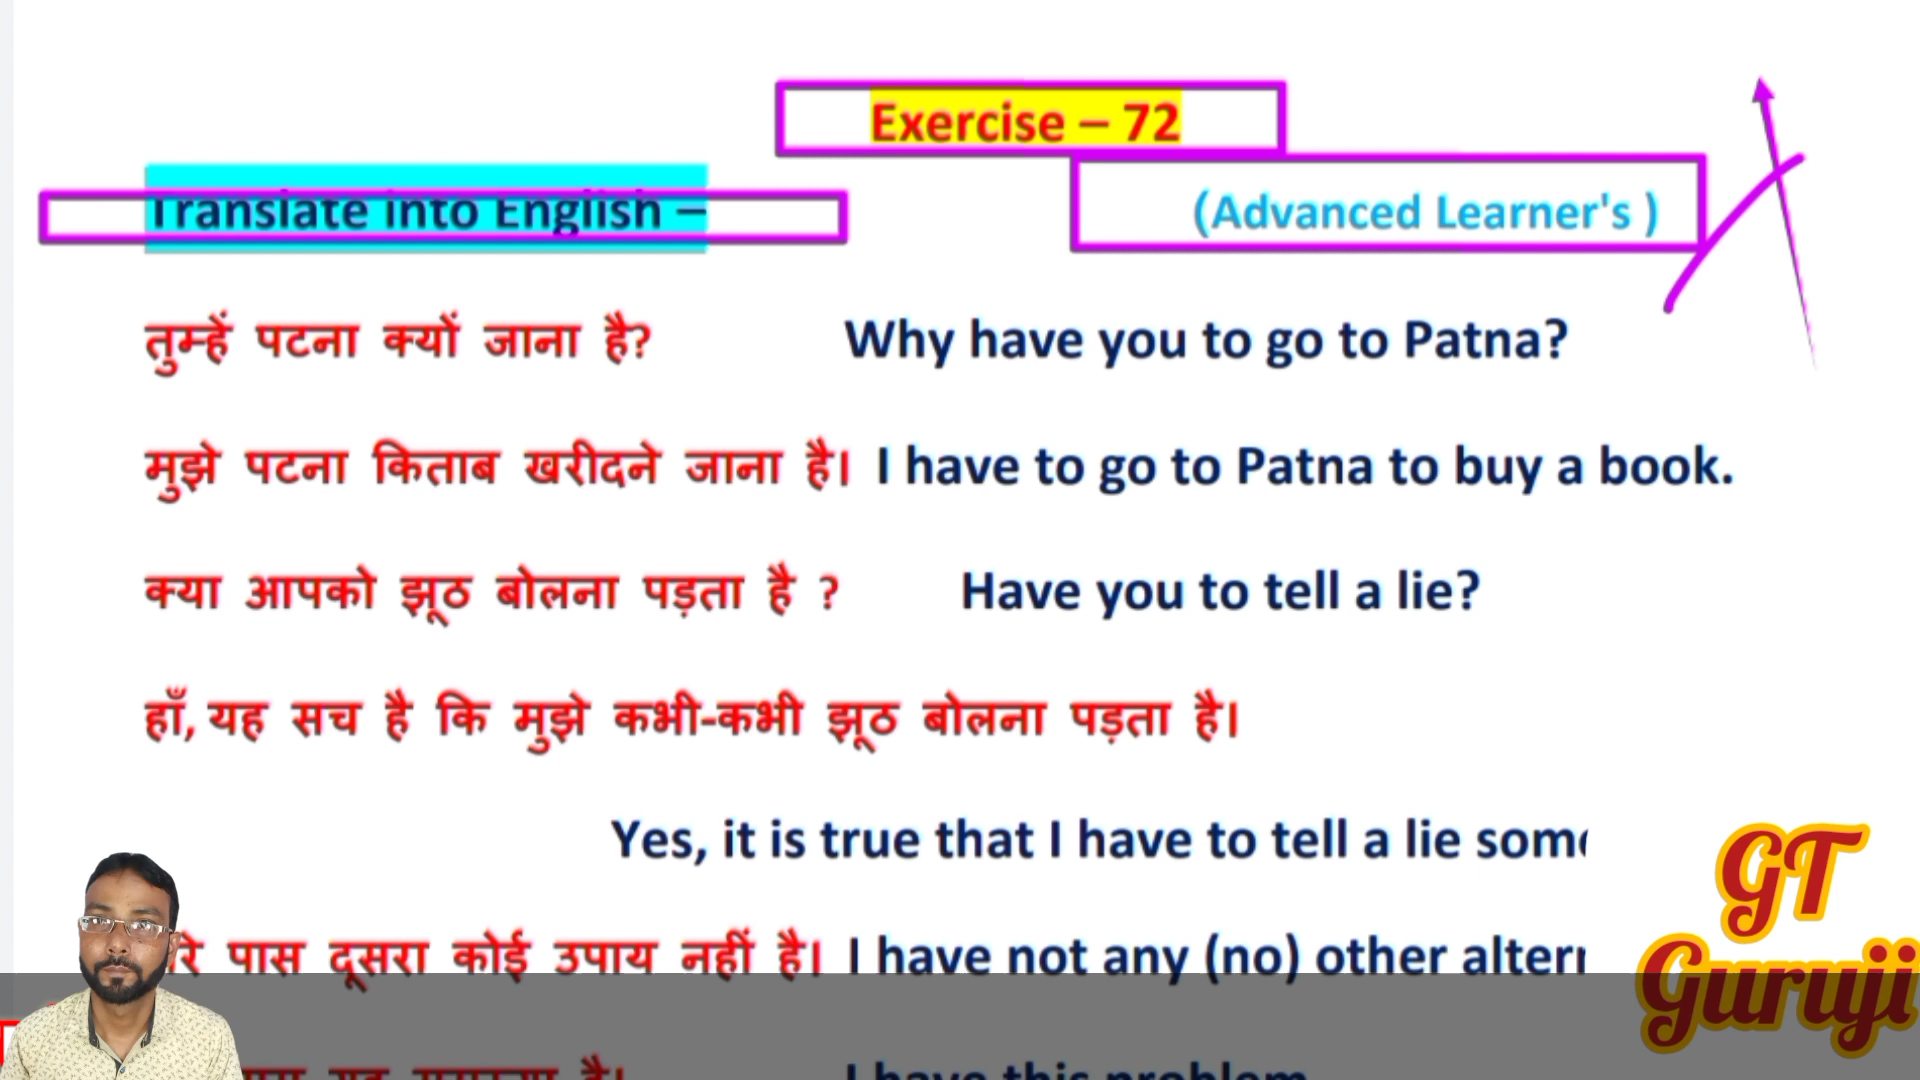 Exercise – 72
Translate into English –
(Advanced Learner's )
तुम्हें पटना क्यों जाना है? Why have you to go to Patna?
मुझे पटना किताब खरीदने जाना है। I have to go to Patna to buy a book.
क्या आपको झूठ बोलना पड़ता है ? Have you to tell a lie?
हाँ, यह सच है कि मुझे कभी-कभी झूठ बोलना पड़ता है।
Yes, it is true that I have to tell a lie
पास दूसरा कोई उपाय नहीं है। I have not any (no) other
है। I have this problem
GT
Guruji